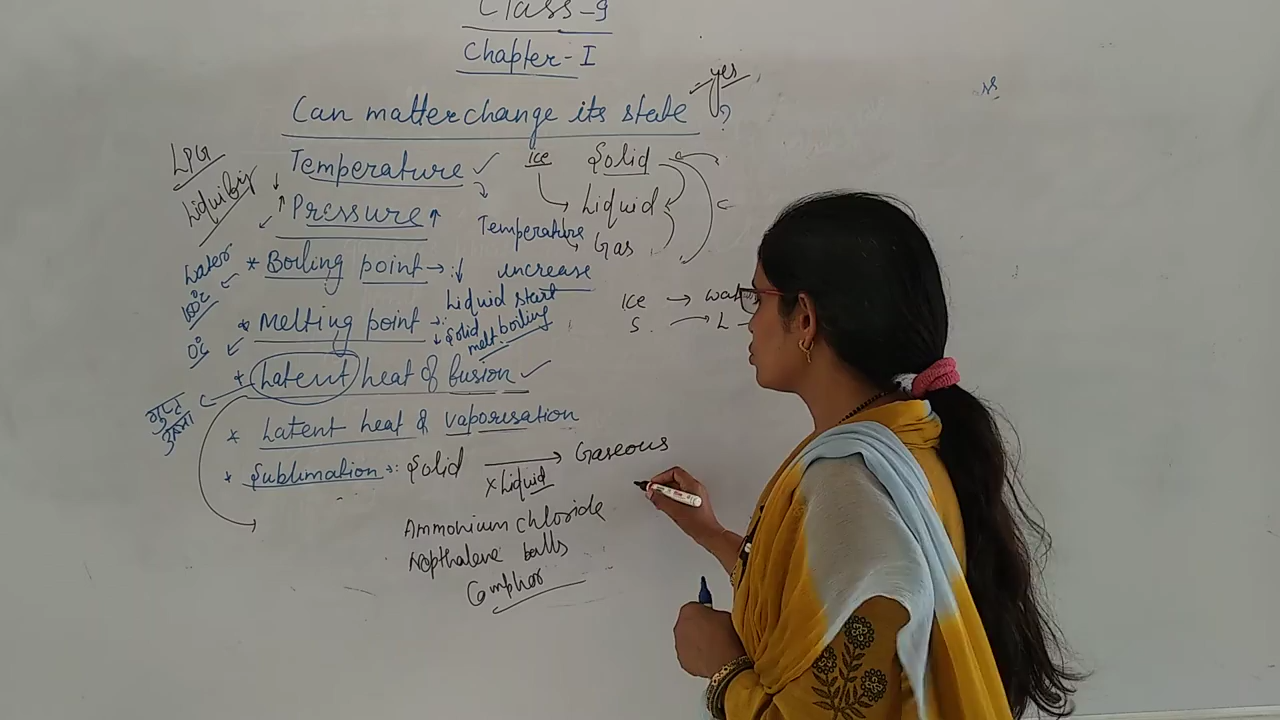 Class-9
Chapter-I
yes
Can matter change its state ?
LPG
Liquify
Temperature ✓
Pressure ↑
Ice Solid
Liquid
Gas
Temperature
increase
Water
100°c
* Boiling point → :
Liquid start
boiling
0°c
* Melting point → :
Solid
melt
Ice → wat
S. → L -
* Latent heat of fusion ✓
गुप्त
ऊष्मा
* Latent heat of vaporisation
* Sublimation → : Solid → Gaseous
x Liquid
Ammonium chloride
Napthalene balls
Camphor